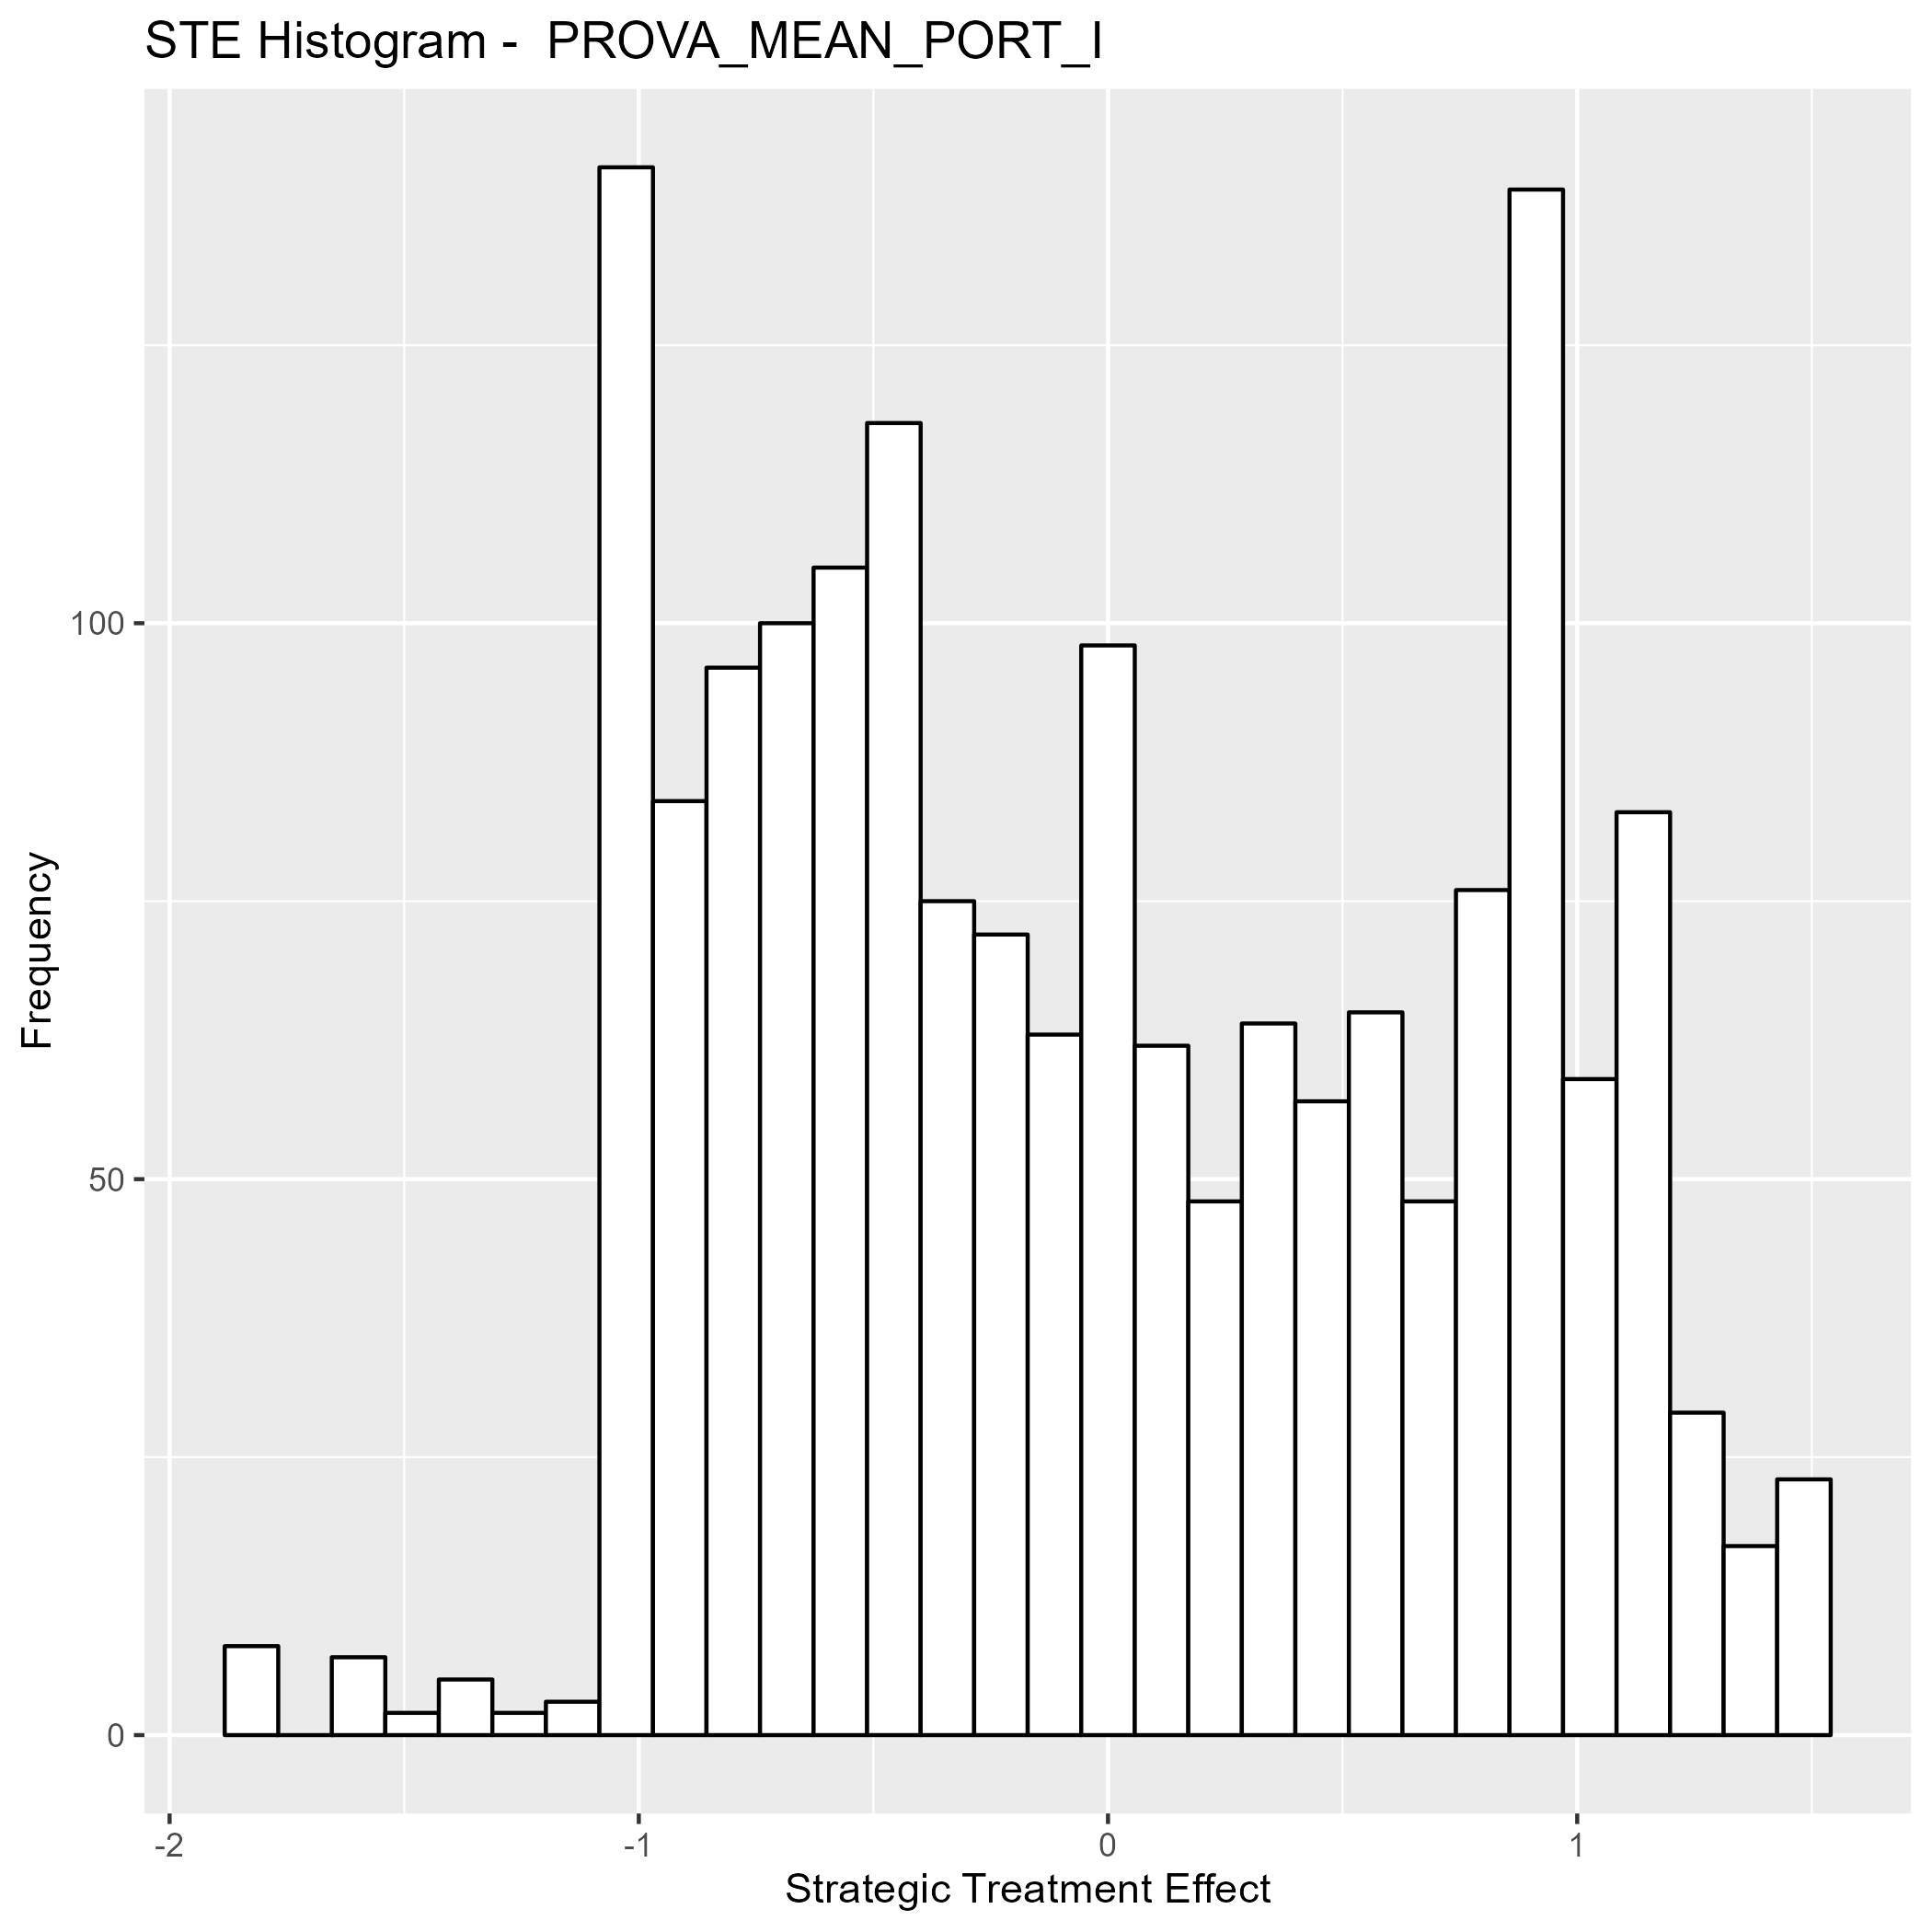 STE Histogram -  PROVA_MEAN_PORT_I
Frequency
100
50
0
-2
-1
0
1
Strategic Treatment Effect